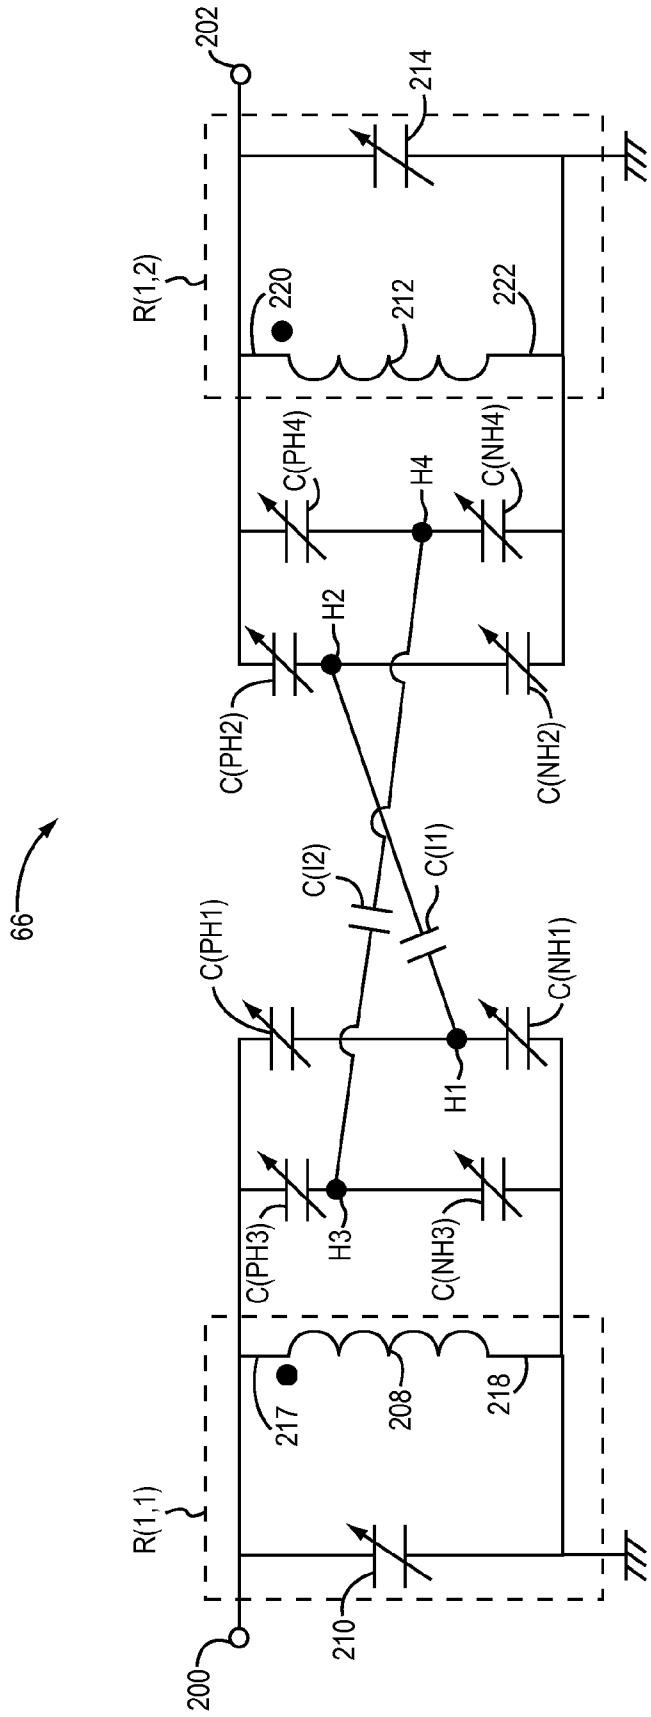 66
200
202
R(1,1)
R(1,2)
210
217
208
218
C(PH3)
H3
C(NH3)
C(PH1)
H1
C(NH1)
C(I2)
C(I1)
C(PH2)
H2
C(NH2)
C(PH4)
H4
C(NH4)
220
212
222
214